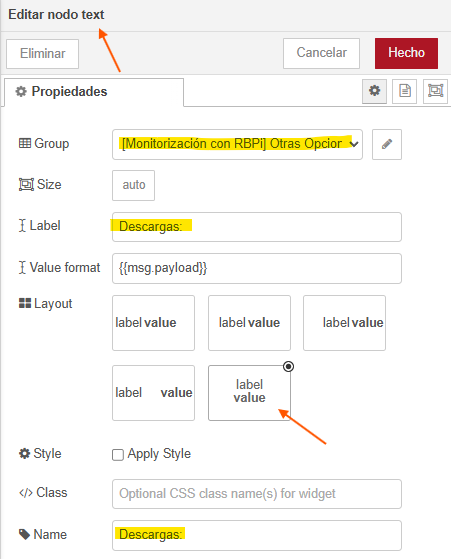 Editar nodo text
Eliminar
Cancelar
Hecho
Propiedades
Group
[Monitorización con RBPi] Otras Opcior
Size
auto
Label
Descargas:
Value format
{{msg.payload}}
Layout
label value
label value
label value
label value
label
value
Style
Apply Style
</> Class
Optional CSS class name(s) for widget
Name
Descargas: